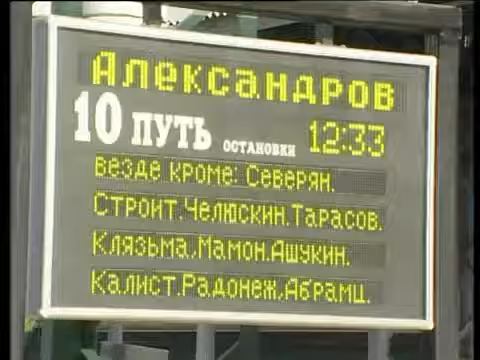 Александров
10 ПУТЬ ОСТАНОВКИ 12:33
везде кроме: Северян.
Строит.Челюскин.Тарасов.
Клязьма,Мамон.Ашукин.
Калист.Радонеж,Абрамц.